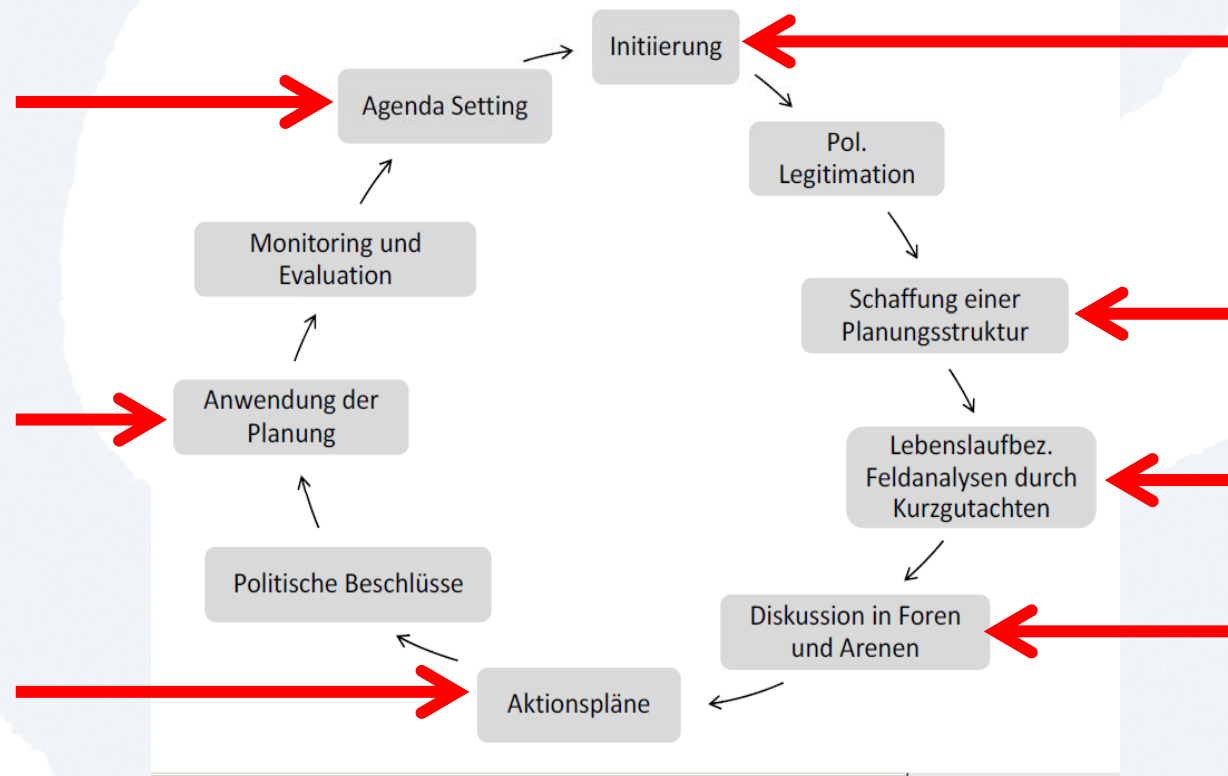 Initiierung
Agenda Setting
Pol.
Legitimation
Monitoring und
Evaluation
Schaffung einer
Planungsstruktur
Anwendung der
Planung
Lebenslaufbez.
Feldanalysen durch
Kurzgutachten
Politische Beschlüsse
Diskussion in Foren
und Arenen
Aktionspläne